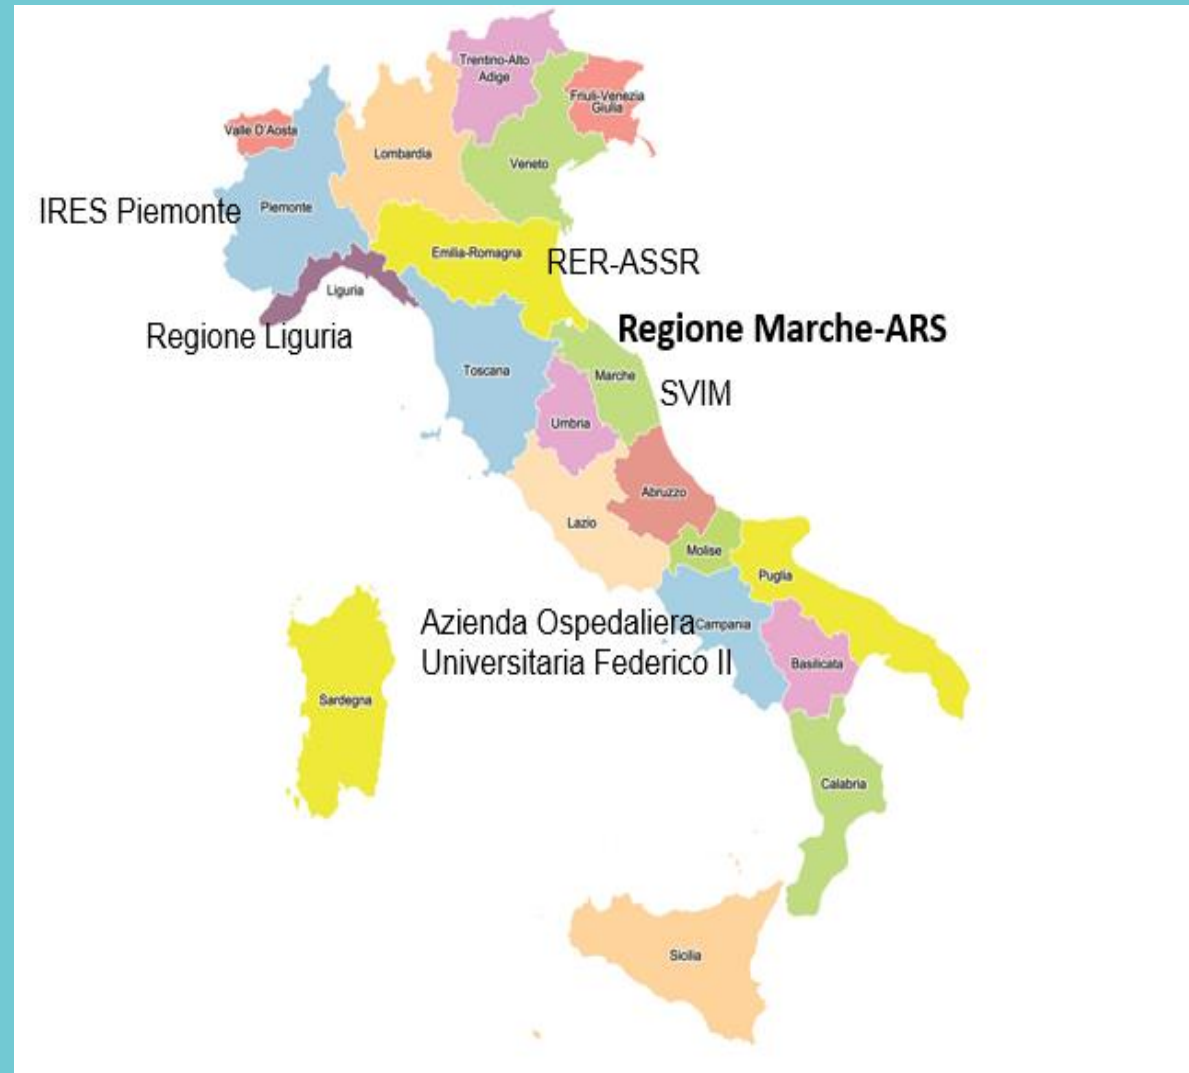 Trentino-Alto
Adige
Friuli-Venezia
Giulia
Valle D'Aosta
Lombardia
Veneto
IRES Piemonte
Piemonte
Emilia-Romagna
RER-ASSR
Liguria
Regione Liguria
Regione Marche-ARS
Toscana
Marche
SVIM
Umbria
Abruzzo
Lazio
Molise
Puglia
Azienda Ospedaliera
Universitaria Federico II
Campania
Basilicata
Sardegna
Calabria
Sicilia